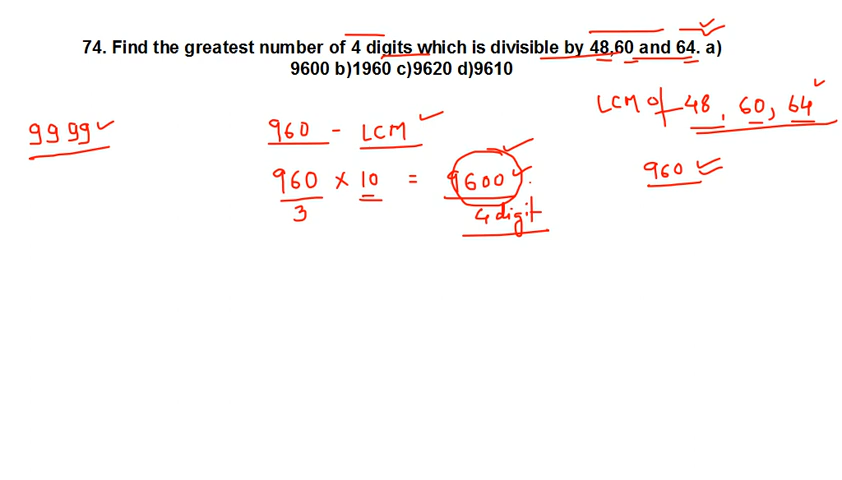 74. Find the greatest number of 4 digits which is divisible by 48,60 and 64. a)
9600 b)1960 c)9620 d)9610
LCM of 48, 60, 64
9999
960 - LCM
960
960 × 10 = 9600
3
4 digit